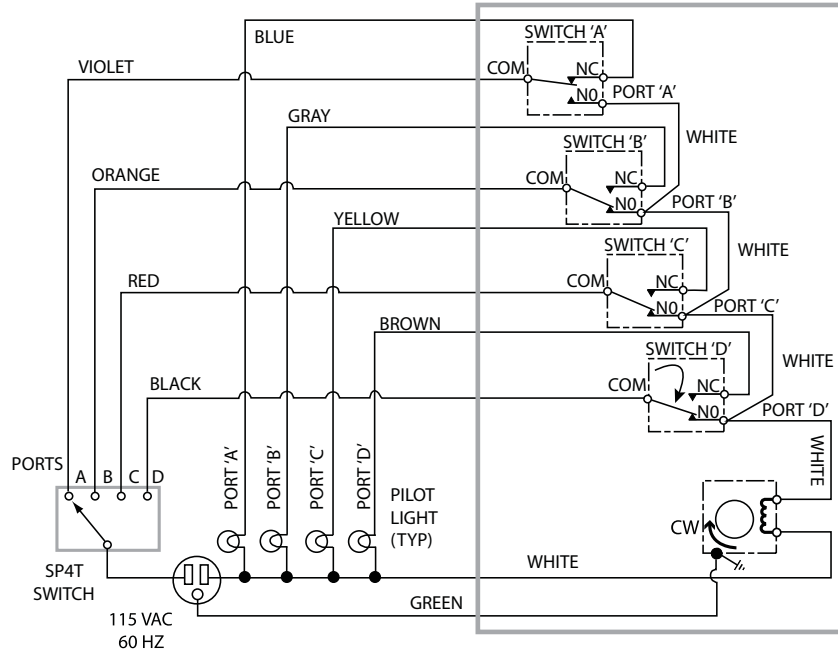 BLUE
SWITCH ‘A’
VIOLET
COM
NC
N0
PORT ‘A’
GRAY
WHITE
SWITCH ‘B’
ORANGE
COM
NC
N0
PORT ‘B’
YELLOW
WHITE
SWITCH ‘C’
RED
COM
NC
N0
PORT ‘C’
BROWN
SWITCH ‘D’
WHITE
BLACK
COM
NC
N0
PORT ‘D’
PORTS
A B C D
PORT ‘A’
PORT ‘B’
PORT ‘C’
PORT ‘D’
PILOT
LIGHT
(TYP)
WHITE
CW
SP4T
SWITCH
WHITE
GREEN
115 VAC
60 HZ